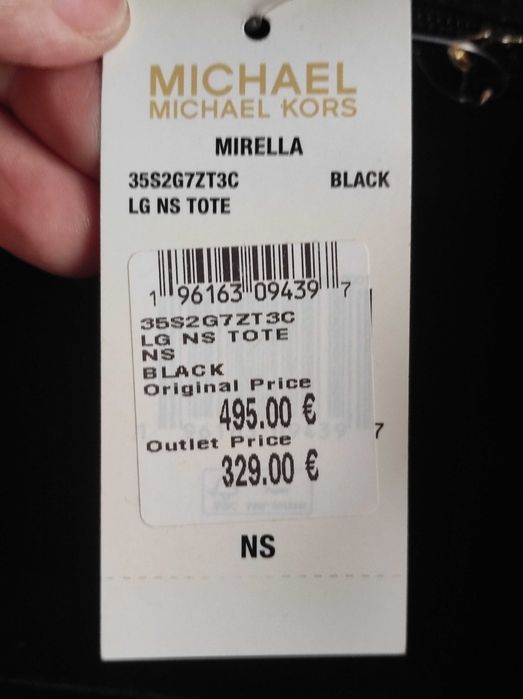 MICHAEL
MICHAEL KORS
MIRELLA
35S2G7ZT3C BLACK
LG NS TOTE
1 96163 09439 7
35S2G7ZT3C
LG NS TOTE
NS
BLACK
Original Price
495.00 €
Outlet Price
329.00 €
7
NS